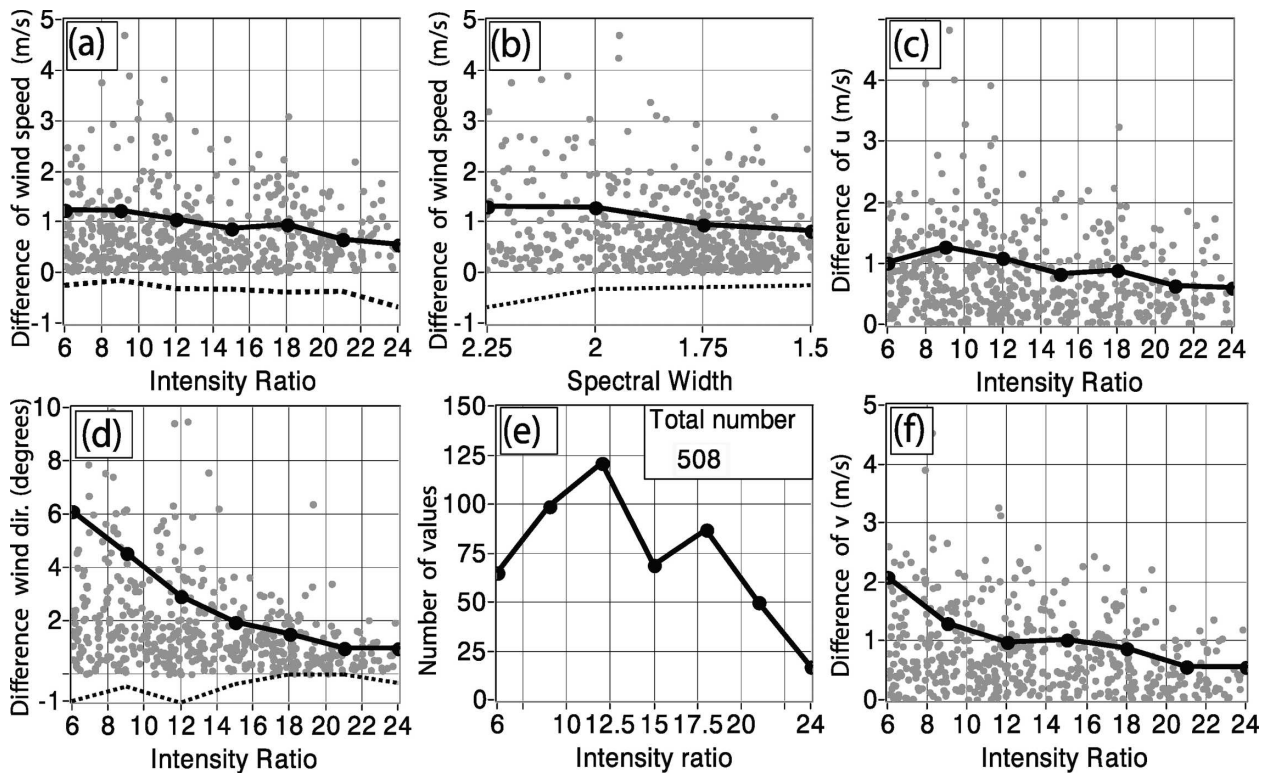 (a)
Difference of wind speed (m/s)
5
4
3
2
1
0
-1
6 8 10 12 14 16 18 20 22 24
Intensity Ratio
(b)
Difference of wind speed (m/s)
5
4
3
2
1
0
-1
2.25 2 1.75 1.5
Spectral Width
(c)
Difference of u (m/s)
5
4
3
2
1
0
6 8 10 12 14 16 18 20 22 24
Intensity Ratio
(d)
Difference wind dir. (degrees)
10
8
6
4
2
-1
6 8 10 12 14 16 18 20 22 24
Intensity Ratio
(e)
Total number
508
Number of values
150
125
100
75
50
25
0
6 10 12.5 15 17.5 20 24
Intensity ratio
(f)
Difference of v (m/s)
5
4
3
2
1
0
6 8 10 12 14 16 18 20 22 24
Intensity Ratio